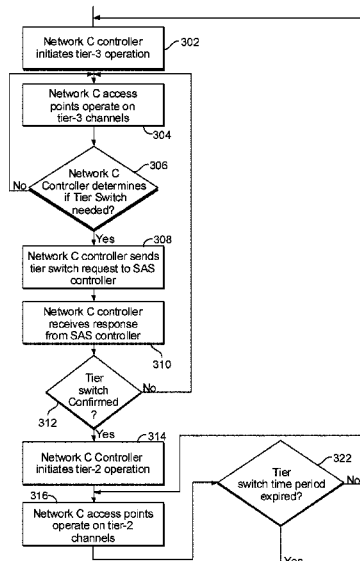 Network C controller
initiates tier-3 operation
302
Network C access
points operate on
tier-3 channels
304
306
Network C
Controller determines
if Tier Switch
needed?
No
Yes
308
Network C controller sends
tier switch request to SAS
controller
Network C controller
receives response
from SAS controller
310
Tier
switch
Confirmed
?
No
312
Yes
314
Network C Controller
initiates tier-2 operation
316
Network C access points
operate on tier-2
channels
322
Tier
switch time period
expired?
No
Yes